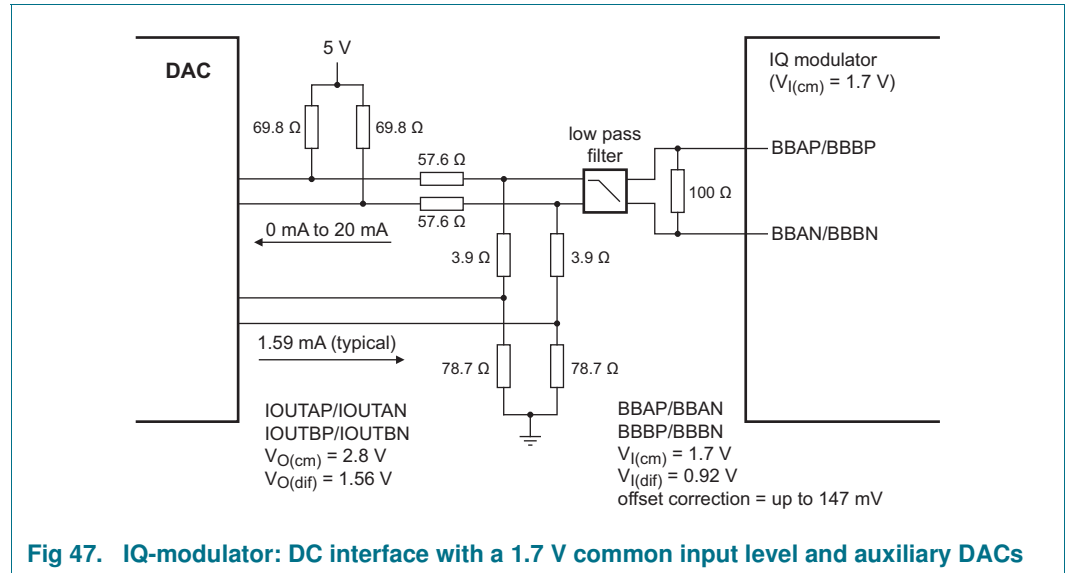 5 V
DAC
IQ modulator
(VI(cm) = 1.7 V)
69.8 Ω
69.8 Ω
low pass
filter
57.6 Ω
BBAP/BBBP
100 Ω
57.6 Ω
0 mA to 20 mA
BBAN/BBBN
3.9 Ω
3.9 Ω
1.59 mA (typical)
78.7 Ω
78.7 Ω
IOUTAP/IOUTAN
IOUTBP/IOUTBN
VO(cm) = 2.8 V
VO(dif) = 1.56 V
BBAP/BBAN
BBBP/BBBN
VI(cm) = 1.7 V
VI(dif) = 0.92 V
offset correction = up to 147 mV
Fig 47. IQ-modulator: DC interface with a 1.7 V common input level and auxiliary DACs